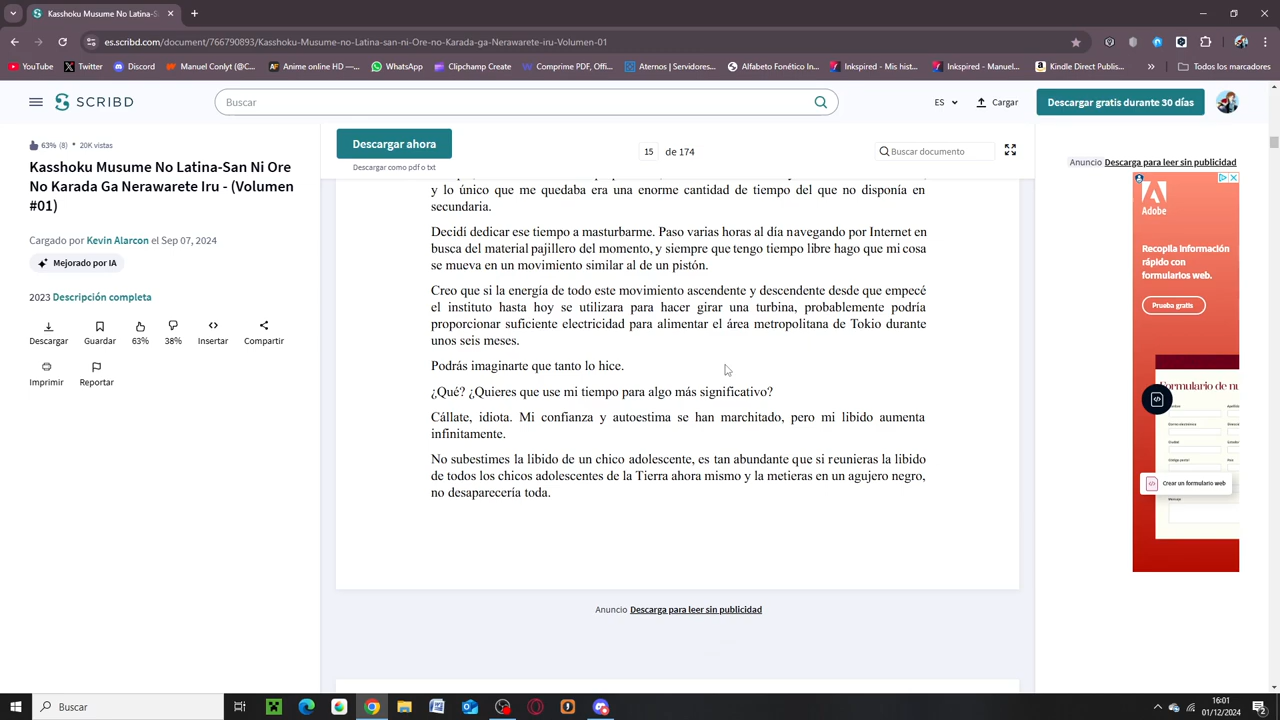 Kasshoku Musume No Latina-S
es.scribd.com/document/766790893/Kasshoku-Musume-no-Latina-san-ni-Ore-no-Karada-ga-Nerawarete-Iru-Volumen-01
YouTube Twitter Discord Manuel Conlyt (@C... Anime online HD —... WhatsApp Clipchamp Create Comprime PDF, Onli... Aternos | Servidores... Alfabeto Fonético In... Inkspired - Mis hist... Inkspired - Manuel... Kindle Direct Publis...
SCRIBD
Buscar
ES
Cargar
Descargar gratis durante 30 días
63% (8) • 20K vistas
Kasshoku Musume No Latina-San Ni Ore
No Karada Ga Nerawarete Iru - (Volumen
#01)
Cargado por Kevin Alarcon el Sep 07, 2024
Mejorado por IA
2023 Descripción completa
Descargar Guardar 63% 38% Insertar Compartir
Imprimir Reportar
Descargar ahora
Descargar como pdf o txt
15 de 174
Buscar documento
y lo único que me quedaba era una enorme cantidad de tiempo del que no disponía en
secundaria.
Decidí dedicar ese tiempo a masturbarme. Paso varias horas al día navegando por Internet en
busca del material pajillero del momento, y siempre que tengo tiempo libre hago que mi cosa
se mueva en un movimiento similar al de un pistón.
Creo que si la energía de todo este movimiento ascendente y descendente desde que empecé
el instituto hasta hoy se utilizara para hacer girar una turbina, probablemente podría
proporcionar suficiente electricidad para alimentar el área metropolitana de Tokio durante
unos seis meses.
Podrás imaginarte que tanto lo hice.
¿Qué? ¿Quieres que use mi tiempo para algo más significativo?
Cállate, idiota. Mi confianza y autoestima se han marchitado, pero mi libido aumenta
infinitamente.
No subestimes la libido de un chico adolescente, es tan abundante que si reunieras la libido
de todos los chicos adolescentes de la Tierra ahora mismo y la metieras en un agujero negro,
no desaparecería toda.
Anuncio Descarga para leer sin publicidad
Anuncio Descarga para leer sin publicidad
Adobe
Recopila información
rápido con
formularios web.
Prueba gratis
Formulario de nu
Crear un formulario web
Buscar
16:01
01/12/2024
2